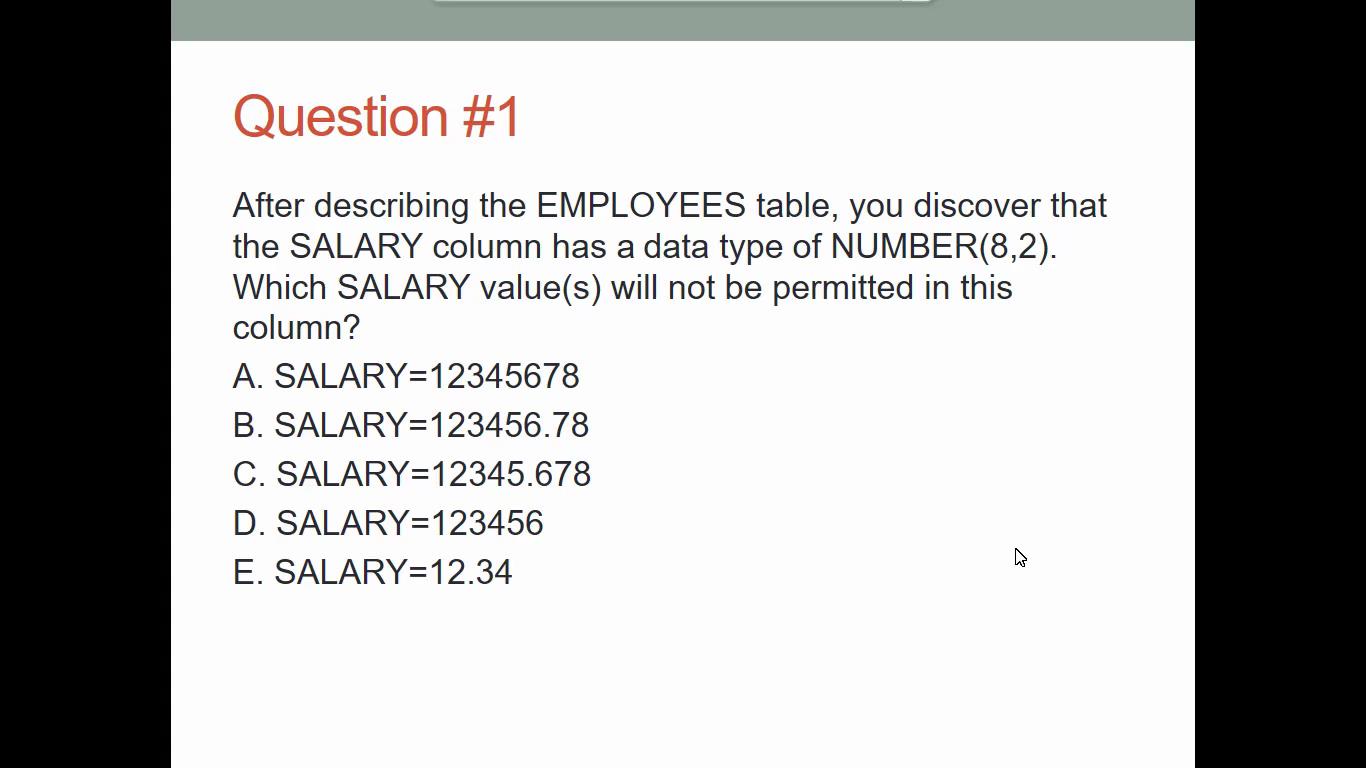 Question #1
After describing the EMPLOYEES table, you discover that
the SALARY column has a data type of NUMBER(8,2).
Which SALARY value(s) will not be permitted in this
column?
A. SALARY=12345678
B. SALARY=123456.78
C. SALARY=12345.678
D. SALARY=123456
E. SALARY=12.34